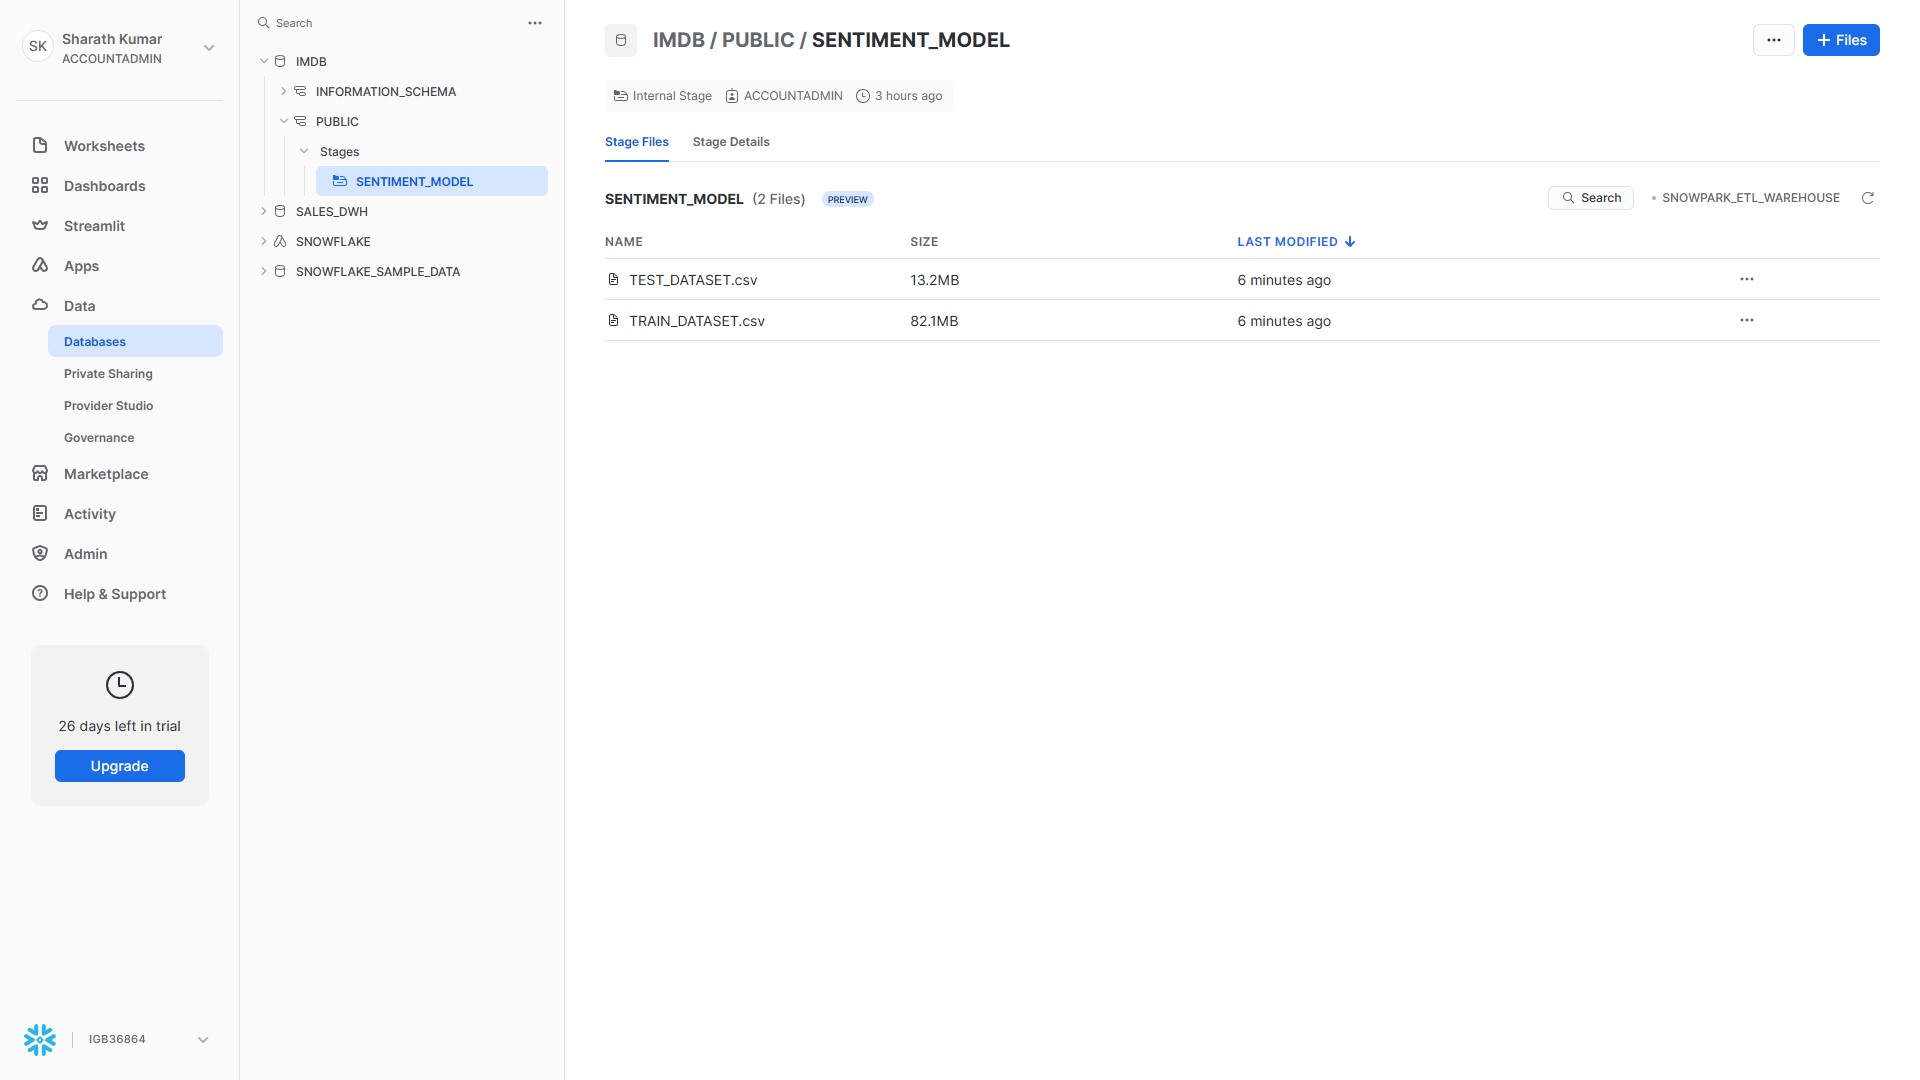 SK
Sharath Kumar
ACCOUNTADMIN
Worksheets
Dashboards
Streamlit
Apps
Data
Databases
Private Sharing
Provider Studio
Governance
Marketplace
Activity
Admin
Help & Support
26 days left in trial
Upgrade
IGB36864
Search
IMDB
INFORMATION_SCHEMA
PUBLIC
Stages
SENTIMENT_MODEL
SALES_DWH
SNOWFLAKE
SNOWFLAKE_SAMPLE_DATA
IMDB / PUBLIC / SENTIMENT_MODEL
... + Files
Internal Stage ACCOUNTADMIN 3 hours ago
Stage Files Stage Details
SENTIMENT_MODEL (2 Files) PREVIEW Search • SNOWPARK_ETL_WAREHOUSE
NAME SIZE LAST MODIFIED
TEST_DATASET.csv 13.2MB 6 minutes ago ...
TRAIN_DATASET.csv 82.1MB 6 minutes ago ...